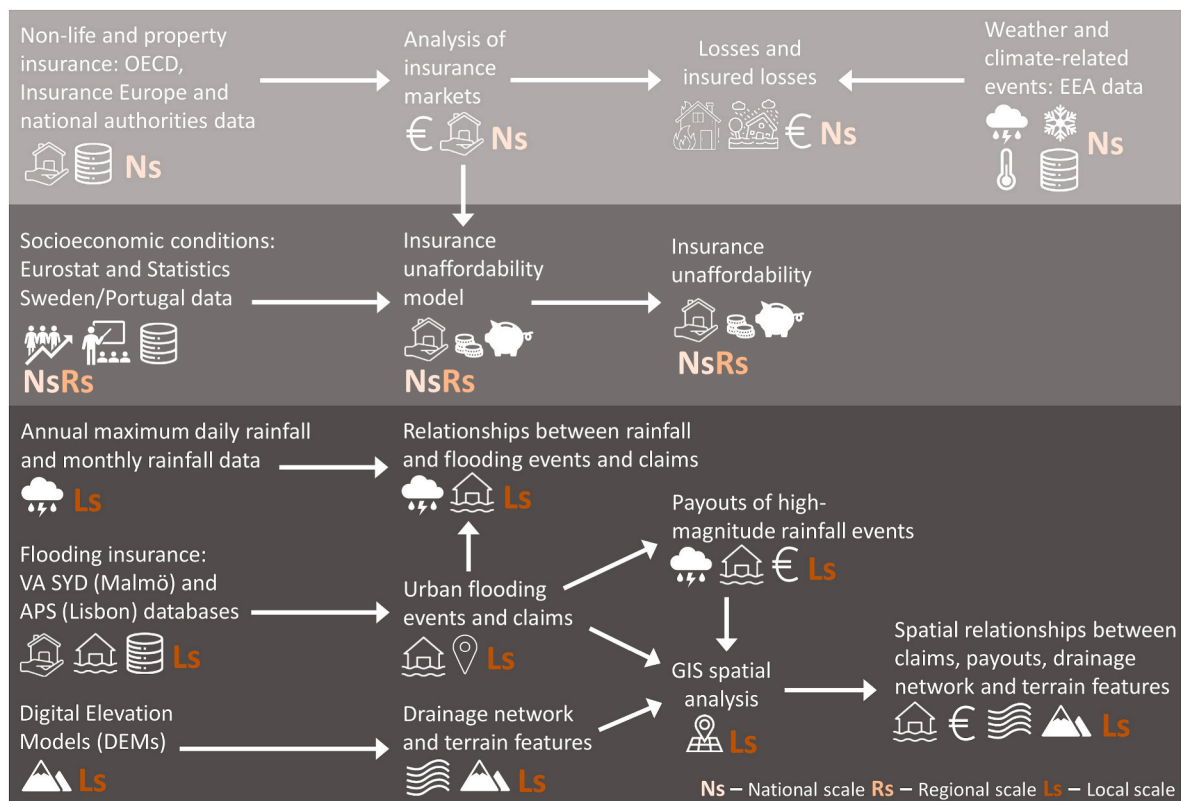 Non-life and property
insurance: OECD,
Insurance Europe and
national authorities data
Ns
Analysis of
insurance
markets
€ Ns
Losses and
insured losses
€ Ns
Weather and
climate-related
events: EEA data
Ns
Socioeconomic conditions:
Eurostat and Statistics
Sweden/Portugal data
NsRs
Insurance
unaffordability
model
NsRs
Insurance
unaffordability
NsRs
Annual maximum daily rainfall
and monthly rainfall data
Ls
Relationships between rainfall
and flooding events and claims
Ls
Payouts of high-
magnitude rainfall events
€ Ls
Flooding insurance:
VA SYD (Malmö) and
APS (Lisbon) databases
Ls
Urban flooding
events and claims
Ls
GIS spatial
analysis
Ls
Spatial relationships between
claims, payouts, drainage
network and terrain features
€ Ls
Digital Elevation
Models (DEMs)
Ls
Drainage network
and terrain features
Ls
Ns – National scale Rs – Regional scale Ls – Local scale